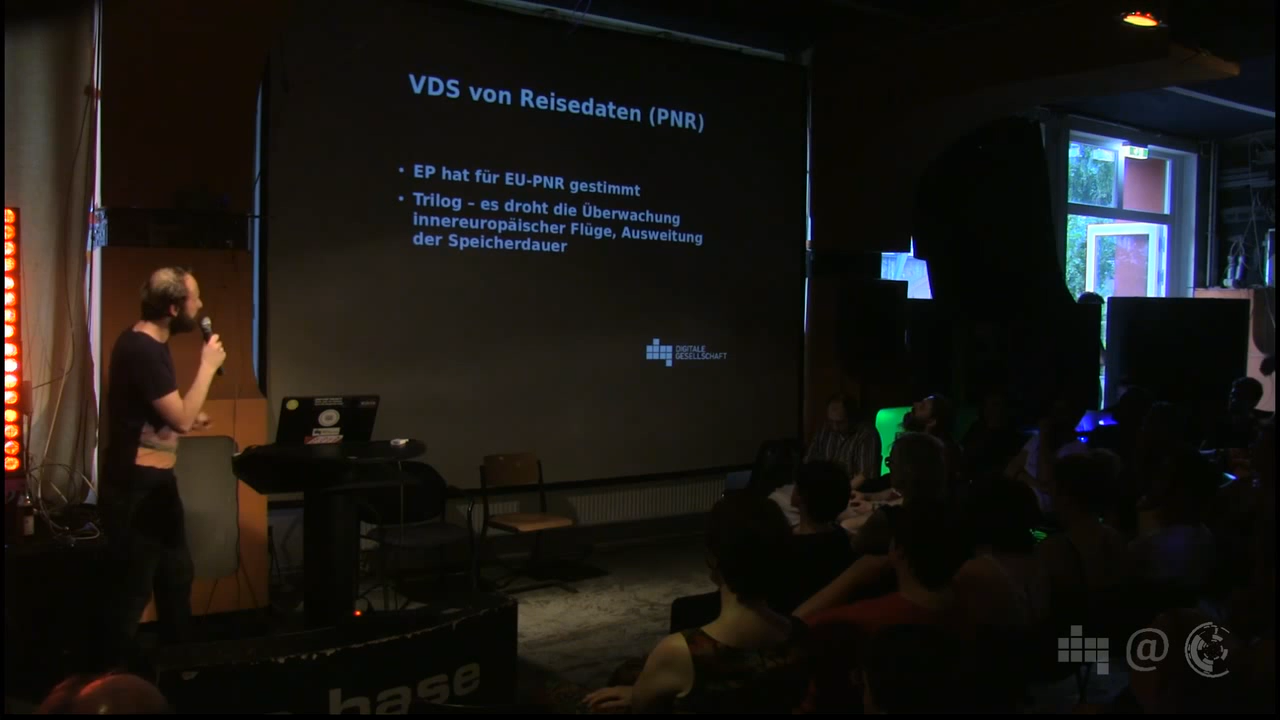 VDS von Reisedaten (PNR)
• EP hat für EU-PNR gestimmt
• Trilog – es droht die Überwachung
innereuropäischer Flüge, Ausweitung
der Speicherdauer
DIGITALE
GESELLSCHAFT
base
@